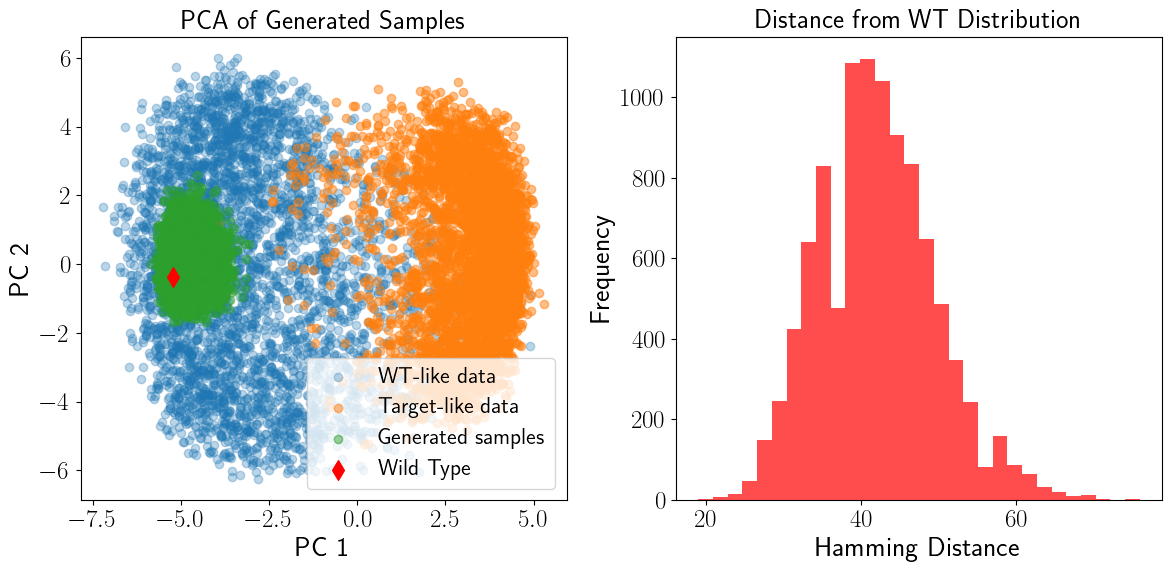 PCA of Generated Samples
6
4
2
0
−2
−4
−6
PC 2
−7.5 −5.0 −2.5 0.0 2.5 5.0
PC 1
WT-like data
Target-like data
Generated samples
Wild Type
Distance from WT Distribution
1000
800
600
400
200
0
Frequency
20 40 60
Hamming Distance